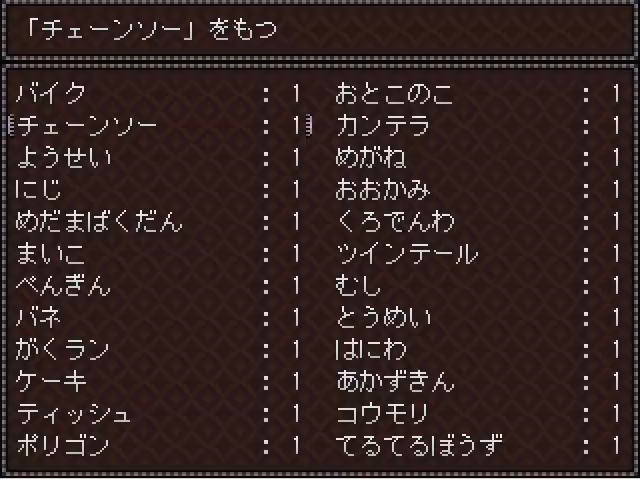 「チェーンソー」をもつ
バイク : 1 おとこのこ : 1
チェーンソー : 1 カンテラ : 1
ようせい : 1 めがね : 1
にじ : 1 おおかみ : 1
めだまばくだん : 1 くろでんわ : 1
まいこ : 1 ツインテール : 1
ぺんぎん : 1 むし : 1
バネ : 1 とうめい : 1
がくラン : 1 はにわ : 1
ケーキ : 1 あかずきん : 1
ティッシュ : 1 コウモリ : 1
ポリゴン : 1 てるてるぼうず : 1